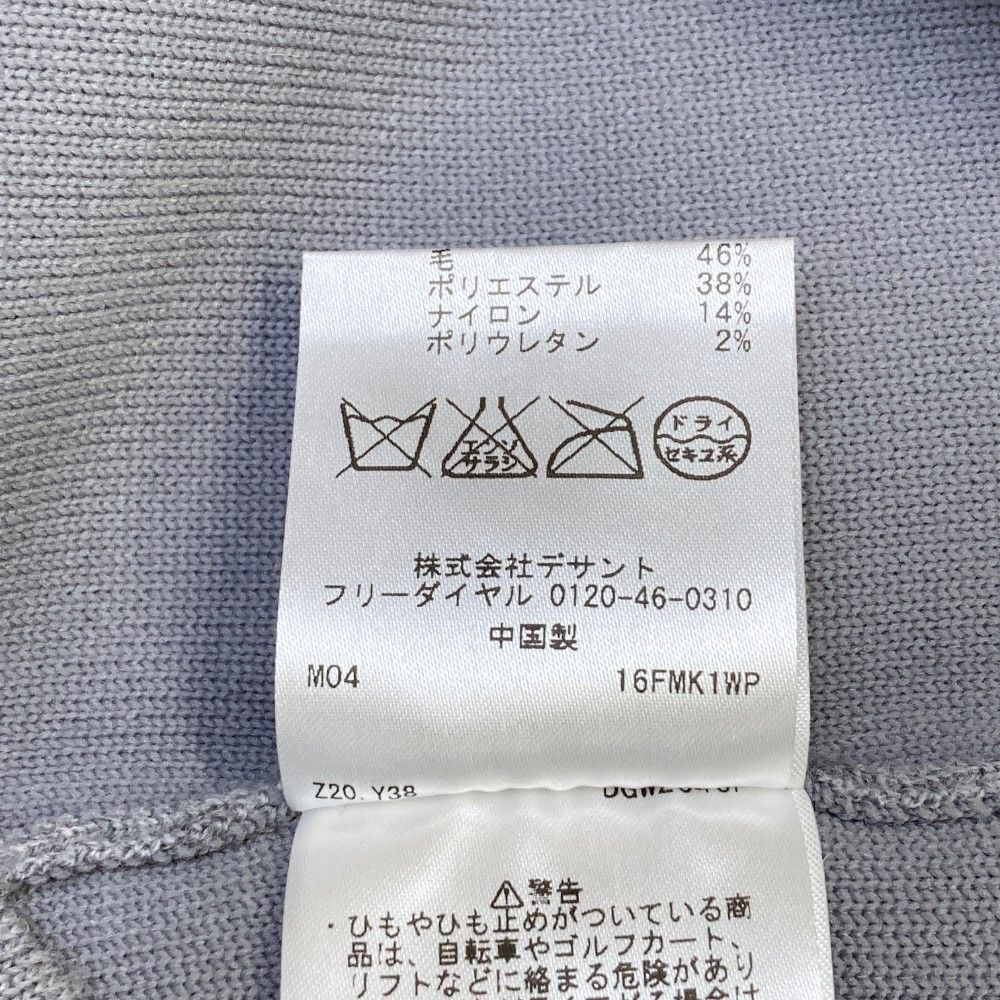 毛 46%
ポリエステル 38%
ナイロン 14%
ポリウレタン 2%
エンソ
サラシ
ドライ
セキユ系
株式会社デサント
フリーダイヤル 0120-46-0310
中国製
M04 16FMK1WP
Z20.Y38
警告
・ひもやひも止めがついている商
品は、自転車やゴルフカート、
リフトなどに絡まる危険があり